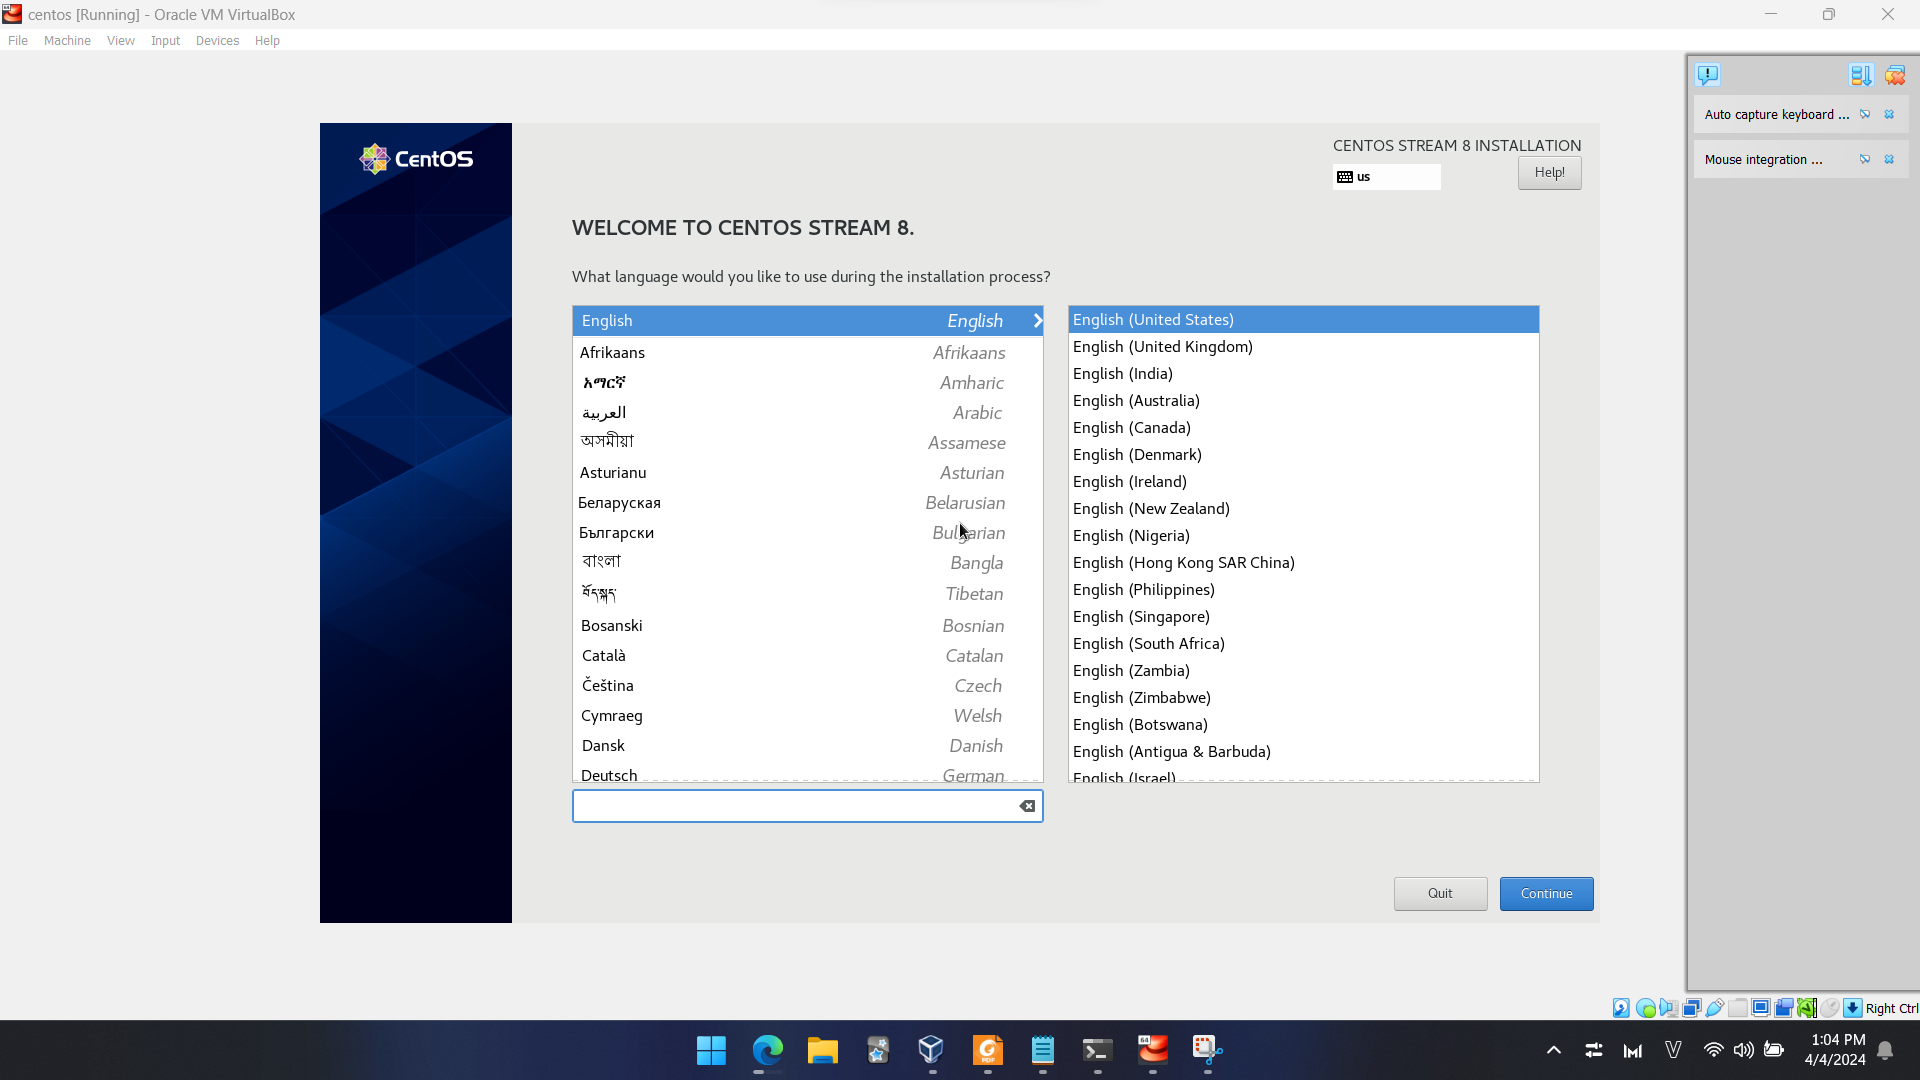 centos [Running] - Oracle VM VirtualBox
File Machine View Input Devices Help
Auto capture keyboard ...
Mouse integration ...
CentOS
CENTOS STREAM 8 INSTALLATION
us
Help!
WELCOME TO CENTOS STREAM 8.
What language would you like to use during the installation process?
English English
Afrikaans Afrikaans
አማርኛ Amharic
العربية Arabic
অসমীয়া Assamese
Asturianu Asturian
Беларуская Belarusian
Български Bulgarian
বাংলা Bangla
བོད་སྐད་ Tibetan
Bosanski Bosnian
Català Catalan
Čeština Czech
Cymraeg Welsh
Dansk Danish
Deutsch German
English (United States)
English (United Kingdom)
English (India)
English (Australia)
English (Canada)
English (Denmark)
English (Ireland)
English (New Zealand)
English (Nigeria)
English (Hong Kong SAR China)
English (Philippines)
English (Singapore)
English (South Africa)
English (Zambia)
English (Zimbabwe)
English (Botswana)
English (Antigua & Barbuda)
English (Israel)
Quit
Continue
Right Ctrl
64
PDF
V
1:04 PM
4/4/2024